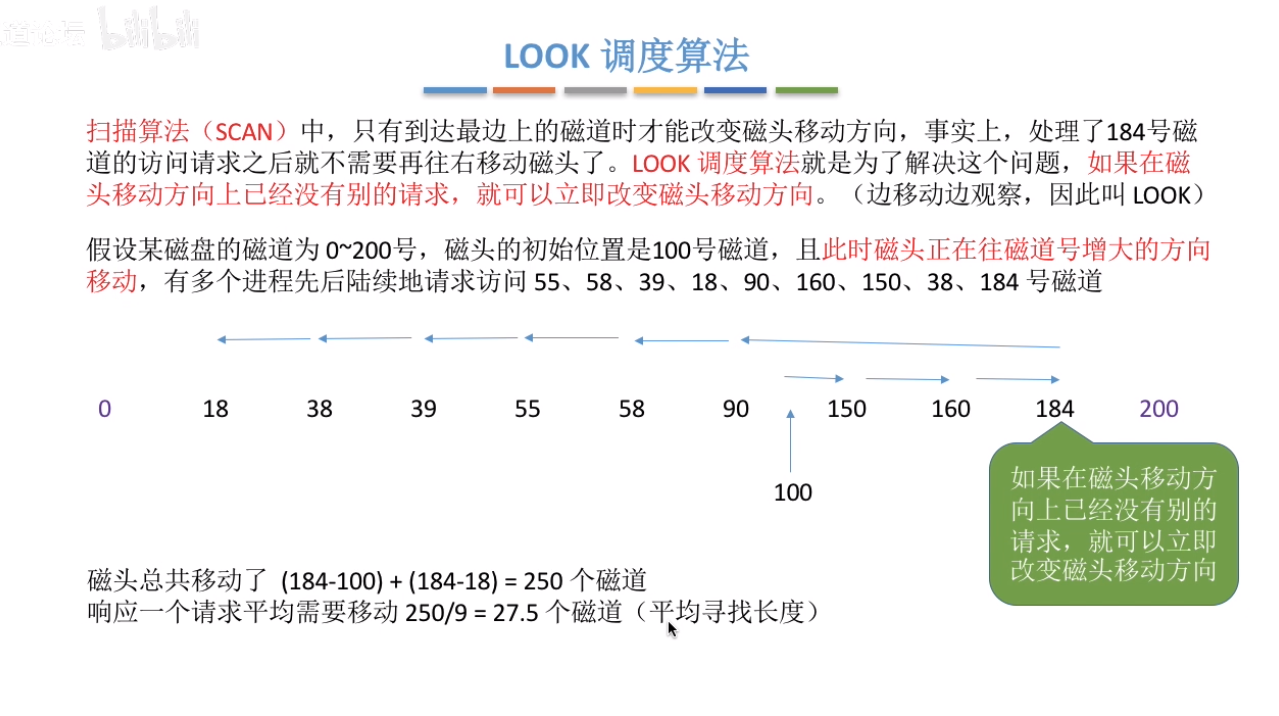 道论坛 bilibili
LOOK 调度算法
扫描算法（SCAN）中，只有到达最边上的磁道时才能改变磁头移动方向，事实上，处理了184号磁
道的访问请求之后就不需要再往右移动磁头了。LOOK 调度算法就是为了解决这个问题，如果在磁
头移动方向上已经没有别的请求，就可以立即改变磁头移动方向。（边移动边观察，因此叫 LOOK）
假设某磁盘的磁道为 0~200号，磁头的初始位置是100号磁道，且此时磁头正在往磁道号增大的方向
移动，有多个进程先后陆续地请求访问 55、58、39、18、90、160、150、38、184 号磁道
0 18 38 39 55 58 90 150 160 184 200
100
如果在磁头移动方
向上已经没有别的
请求，就可以立即
改变磁头移动方向
磁头总共移动了 (184-100) + (184-18) = 250 个磁道
响应一个请求平均需要移动 250/9 = 27.5 个磁道（平均寻找长度）